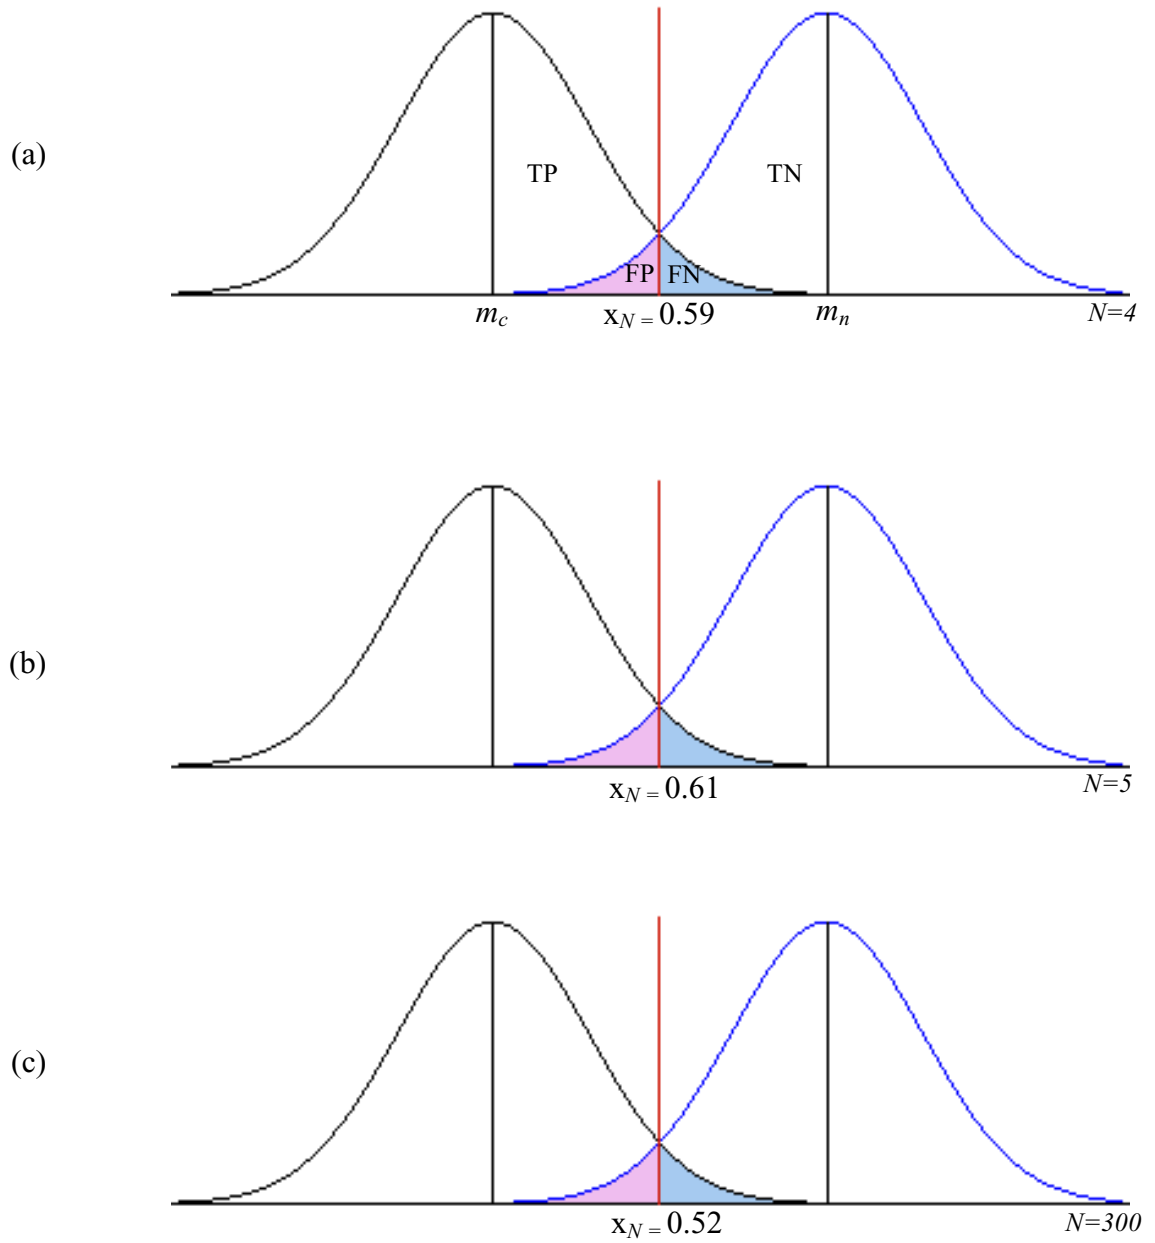 (a)
TP
TN
FP
FN
m_c
x_N = 0.59
m_n
N=4
(b)
x_N = 0.61
N=5
(c)
x_N = 0.52
N=300